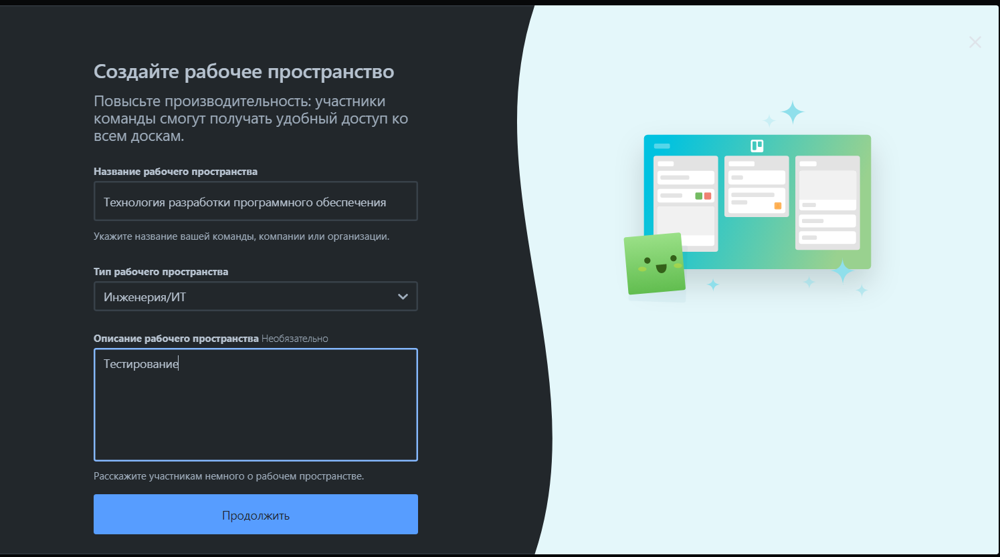 Создайте рабочее пространство
Повысьте производительность: участники
команды смогут получать удобный доступ ко
всем доскам.
Название рабочего пространства
Технология разработки программного обеспечения
Укажите название вашей команды, компании или организации.
Тип рабочего пространства
Инженерия/ИТ
Описание рабочего пространства Необязательно
Тестирование
Расскажите участникам немного о рабочем пространстве.
Продолжить